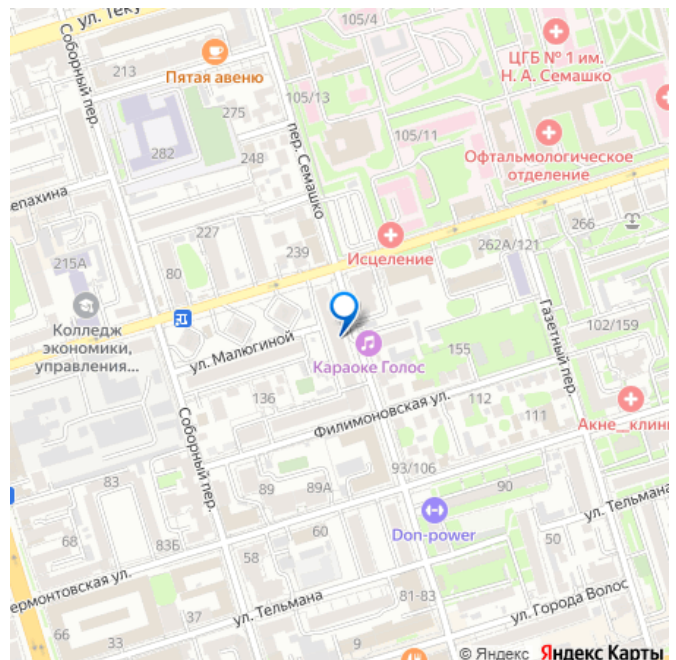 ул. Теку
105/4
Соборный пер.
213
Пятая авеню
ЦГБ № 1 им.
Н. А. Семашко
275
105/13
282
248
пер. Семашко
105/11
Офтальмологическое
отделение
епахина
227
239
Исцеление
262А/121
266
215А
80
Колледж
экономики,
управления...
ул. Малюгиной
Караоке Голос
155
Газетный пер.
102/159
136
Филимоновская ул.
112
111
Акне_клин
Соборный пер.
83
89
89А
93/106
90
68
83Б
58
60
Don-power
50
ул. Тельмана
ермонтовская ул.
ул. Тельмана
81-83
ул. Города Волос
66
33
37
9
© Яндекс Яндекс Карты